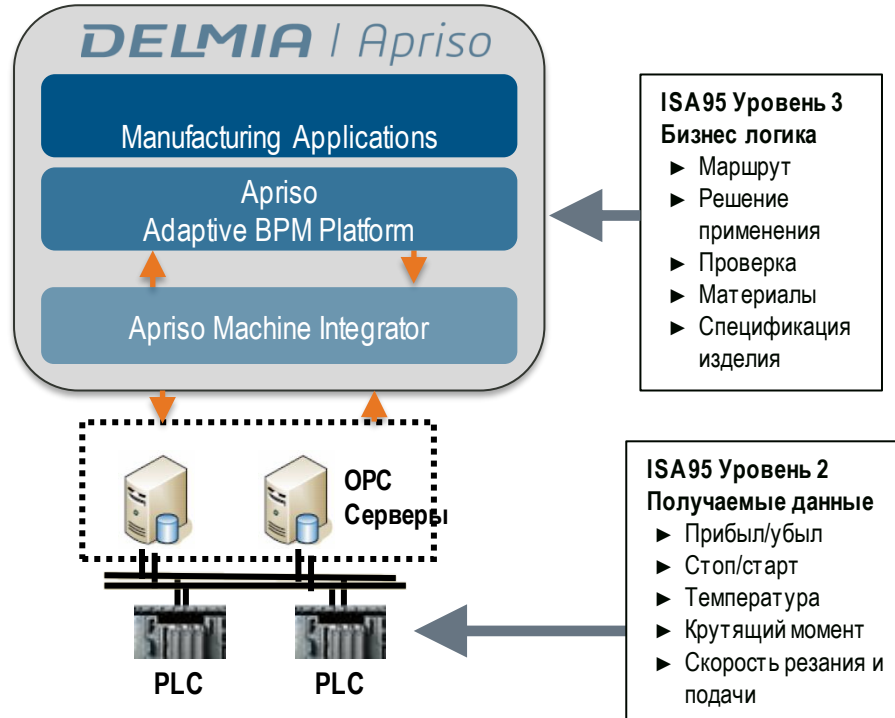 DELMIA | Apriso
Manufacturing Applications
Apriso
Adaptive BPM Platform
Apriso Machine Integrator
OPC
Серверы
PLC
PLC
ISA95 Уровень 3
Бизнес логика
► Маршрут
► Решение
применения
► Проверка
► Материалы
► Спецификация
изделия
ISA95 Уровень 2
Получаемые данные
► Прибыл/убыл
► Стоп/старт
► Температура
► Крутящий момент
► Скорость резания и
подачи